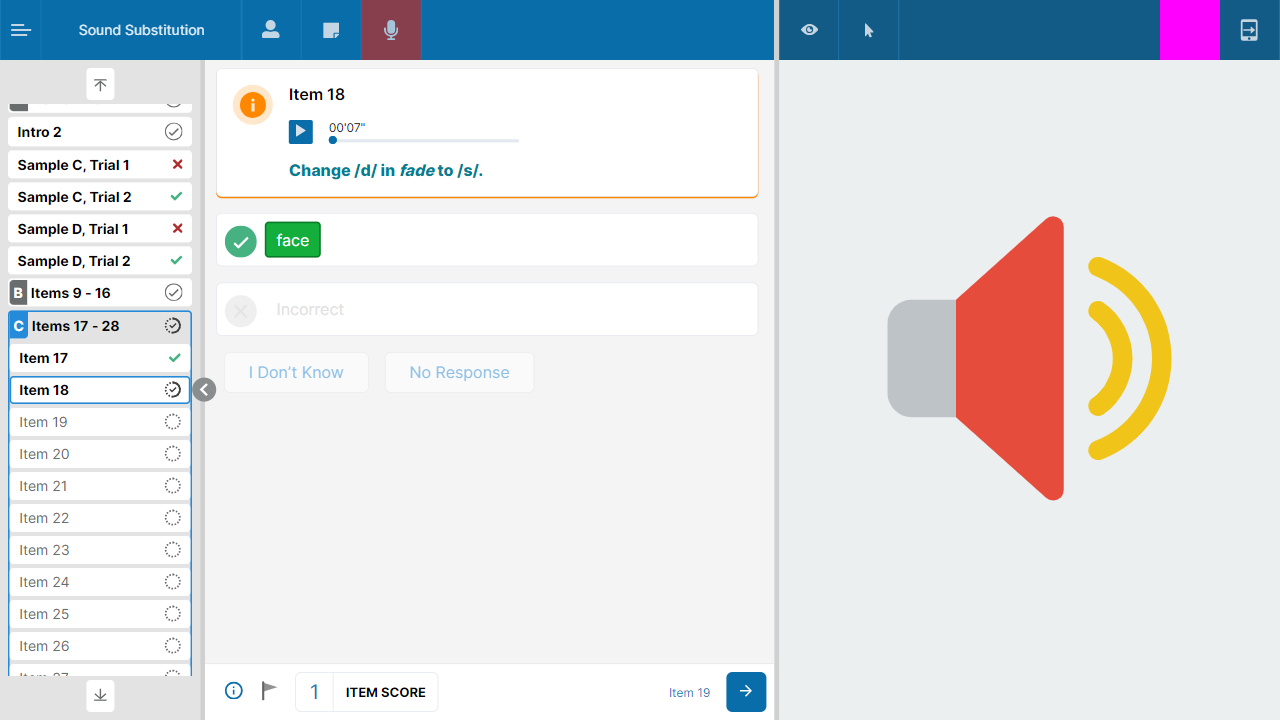 Sound Substitution
Intro 2
Sample C, Trial 1
Sample C, Trial 2
Sample D, Trial 1
Sample D, Trial 2
B Items 9 - 16
C Items 17 - 28
Item 17
Item 18
Item 19
Item 20
Item 21
Item 22
Item 23
Item 24
Item 25
Item 26
Item 18
00'07"
Change /d/ in fade to /s/.
face
Incorrect
I Don't Know
No Response
1 ITEM SCORE
Item 19